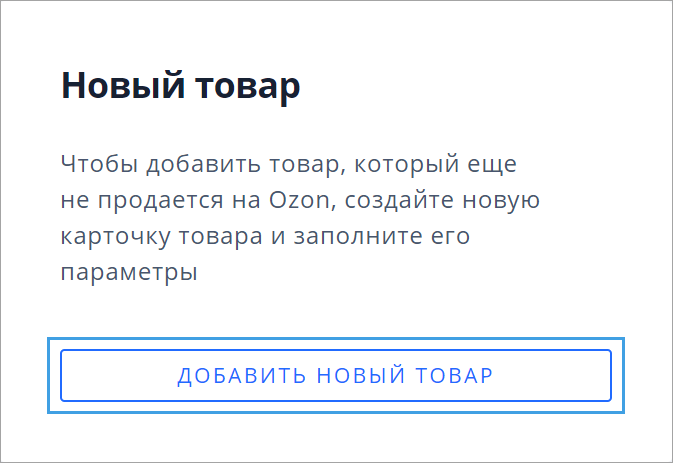 Новый товар
Чтобы добавить товар, который еще
не продается на Ozon, создайте новую
карточку товара и заполните его
параметры
ДОБАВИТЬ НОВЫЙ ТОВАР